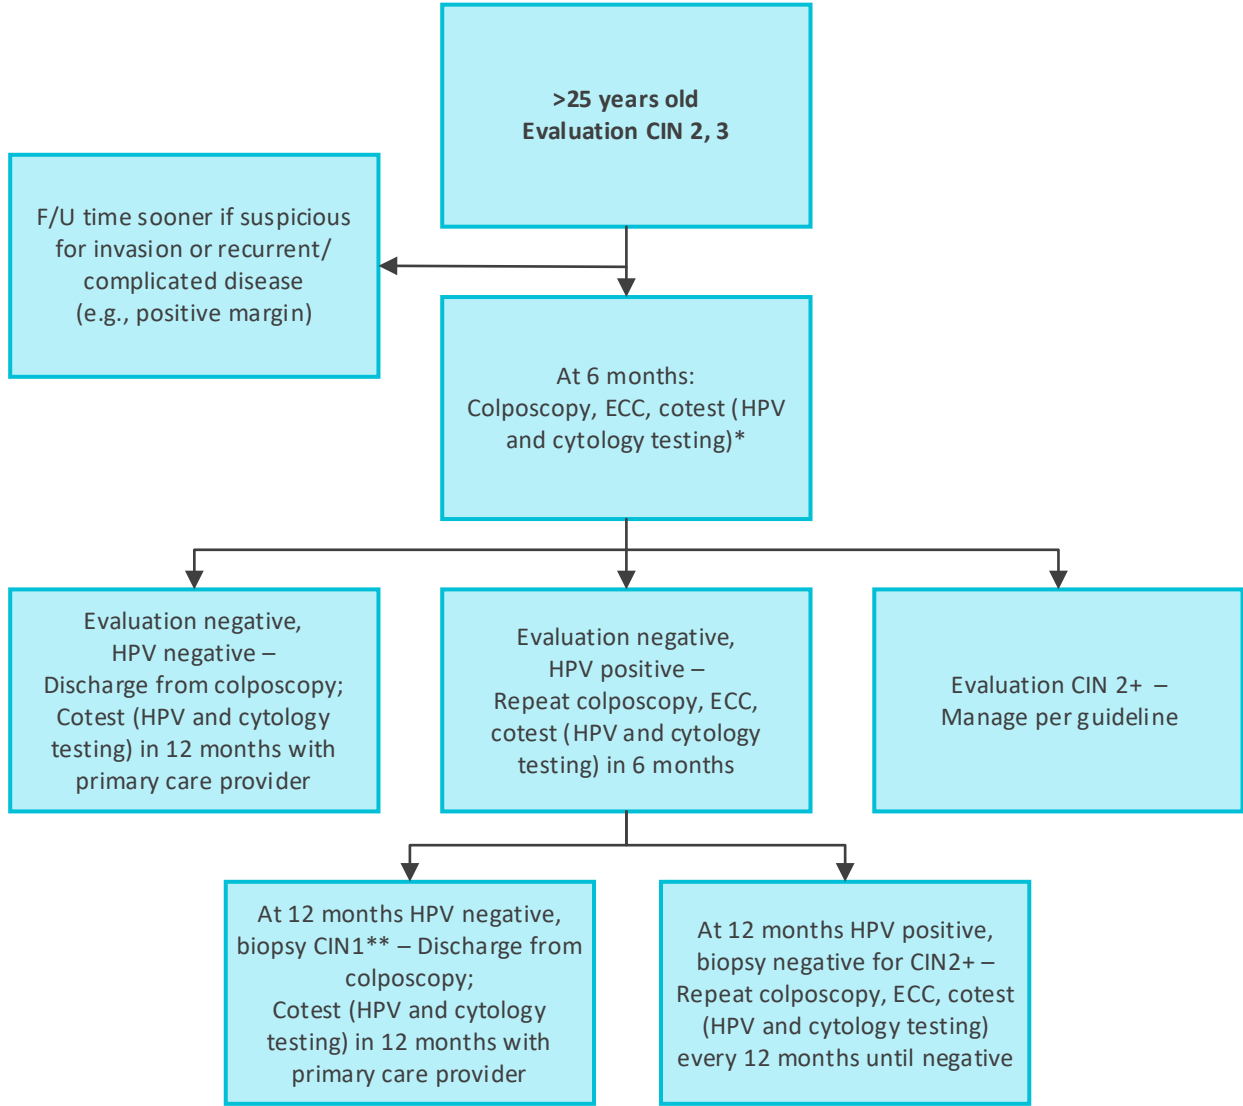 >25 years old
Evaluation CIN 2, 3
F/U time sooner if suspicious
for invasion or recurrent/
complicated disease
(e.g., positive margin)
At 6 months:
Colposcopy, ECC, cotest (HPV
and cytology testing)*
Evaluation negative,
HPV negative –
Discharge from colposcopy;
Cotest (HPV and cytology
testing) in 12 months with
primary care provider
Evaluation negative,
HPV positive –
Repeat colposcopy, ECC,
cotest (HPV and cytology
testing) in 6 months
Evaluation CIN 2+ –
Manage per guideline
At 12 months HPV negative,
biopsy CIN1** – Discharge from
colposcopy;
Cotest (HPV and cytology
testing) in 12 months with
primary care provider
At 12 months HPV positive,
biopsy negative for CIN2+ –
Repeat colposcopy, ECC, cotest
(HPV and cytology testing)
every 12 months until negative